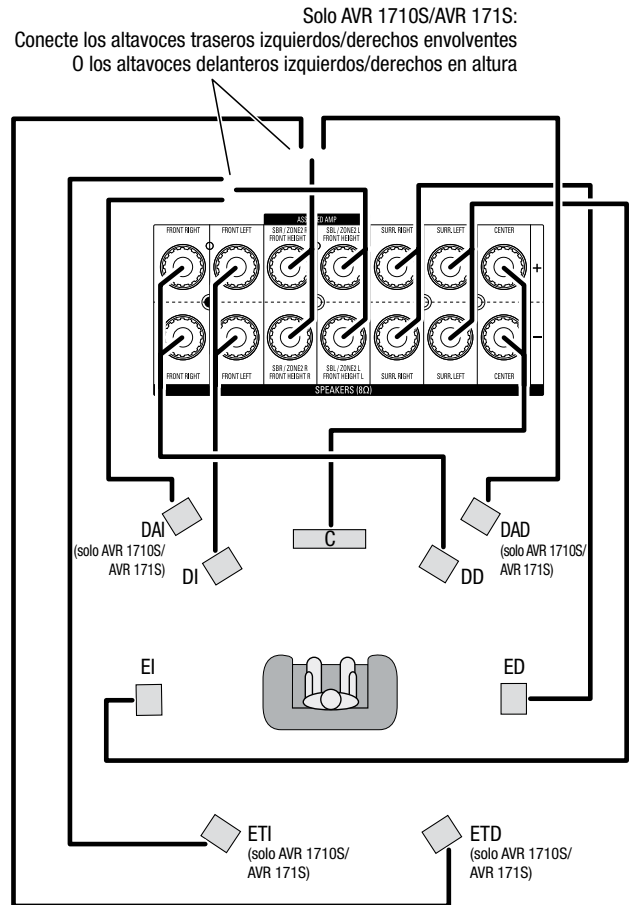 Solo AVR 1710S/AVR 171S:
Conecte los altavoces traseros izquierdos/derechos envolventes
O los altavoces delanteros izquierdos/derechos en altura
FRONT RIGHT
FRONT LEFT
SBR / ZONE2 R
FRONT HEIGHT
SBL / ZONE2 L
FRONT HEIGHT
SURR. RIGHT
SURR. LEFT
CENTER
+
−
FRONT RIGHT
FRONT LEFT
SBR / ZONE2 R
FRONT HEIGHT R
SBL / ZONE2 L
FRONT HEIGHT L
SURR. RIGHT
SURR. LEFT
CENTER
SPEAKERS (8Ω)
DAI
(solo AVR 1710S/
AVR 171S)
DI
C
DD
DAD
(solo AVR 1710S/
AVR 171S)
EI
ED
ETI
(solo AVR 1710S/
AVR 171S)
ETD
(solo AVR 1710S/
AVR 171S)